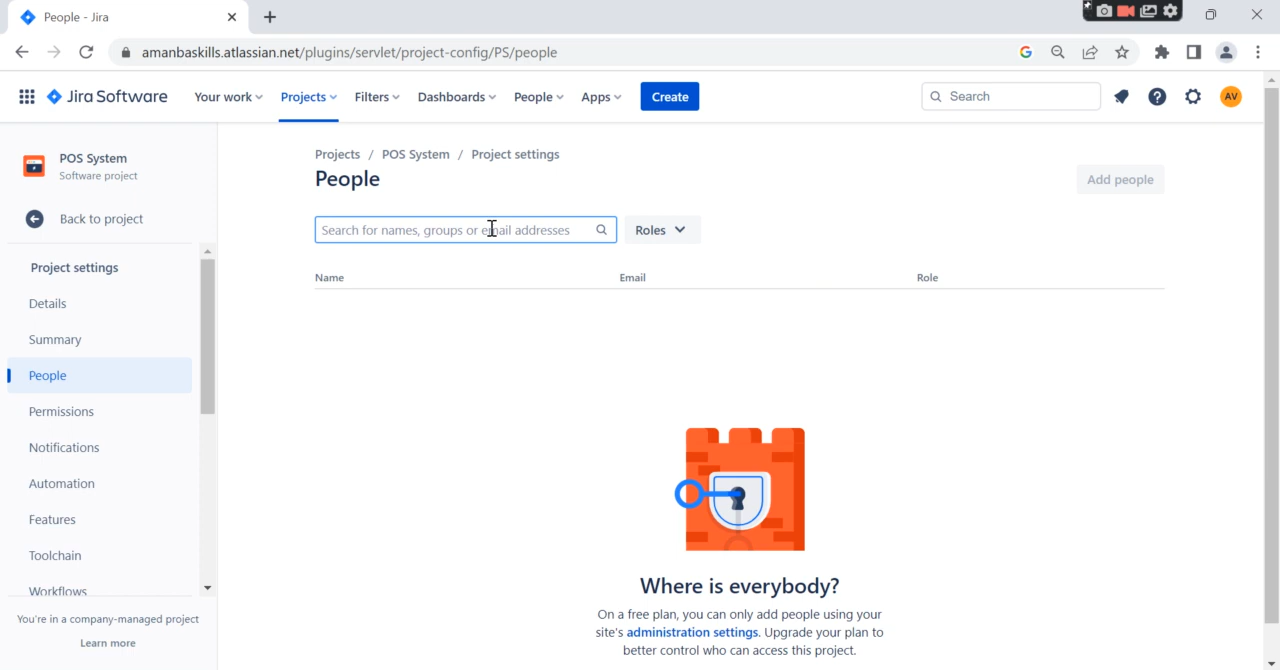 People - Jira
amanbaskills.atlassian.net/plugins/servlet/project-config/PS/people
Jira Software Your work Projects Filters Dashboards People Apps Create Search AV
POS System
Software project
Back to project
Project settings
Details
Summary
People
Permissions
Notifications
Automation
Features
Toolchain
Workflows
You're in a company-managed project
Learn more
Projects / POS System / Project settings
People
Add people
Search for names, groups or email addresses Roles
Name Email Role
Where is everybody?
On a free plan, you can only add people using your
site's administration settings. Upgrade your plan to
better control who can access this project.